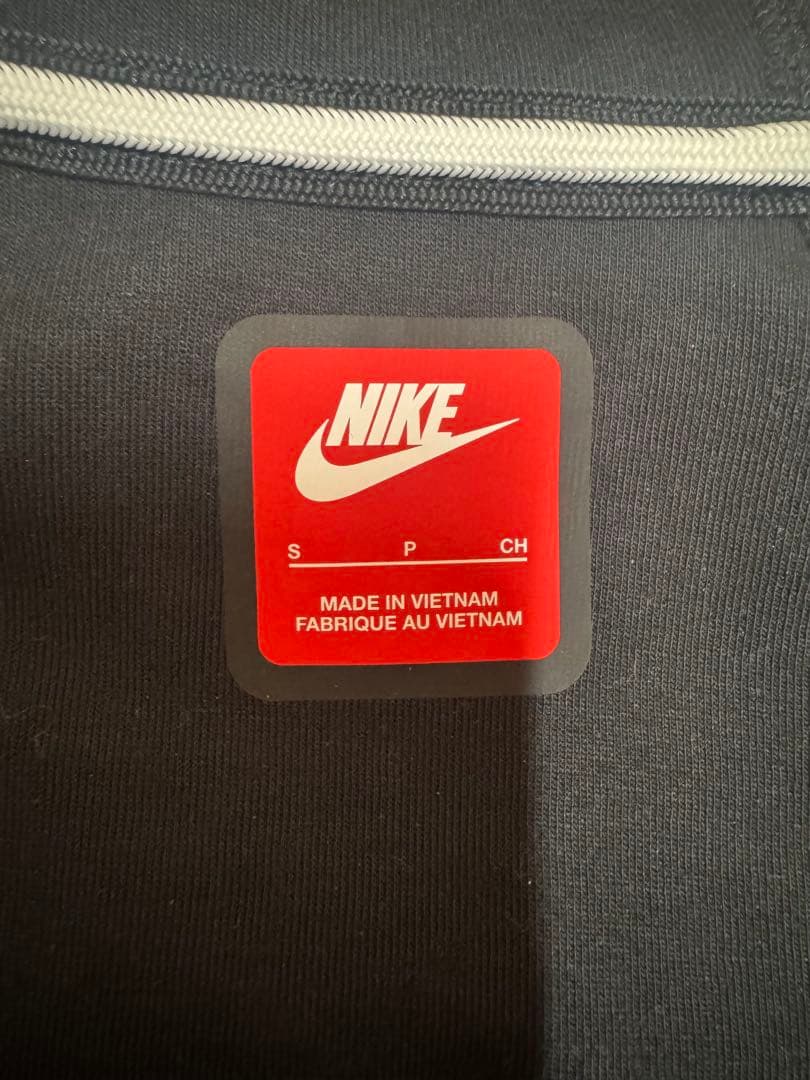 NIKE
S P CH
MADE IN VIETNAM
FABRIQUE AU VIETNAM